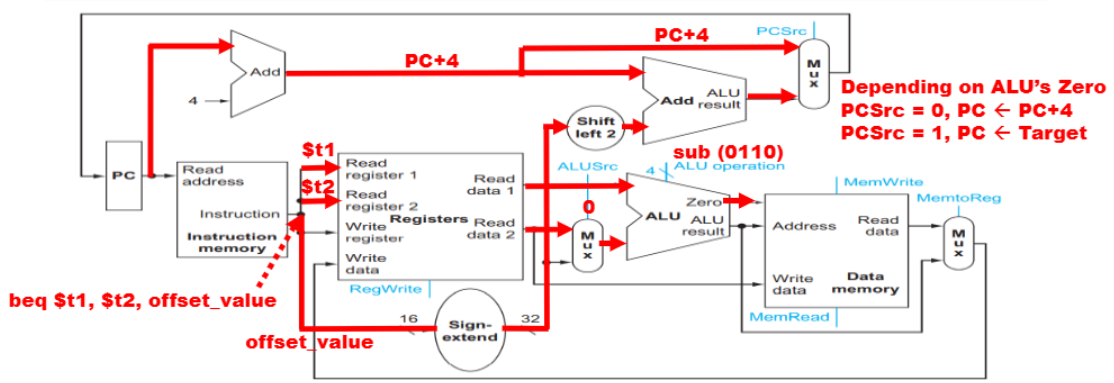 PCSrc
PC+4
PC+4
Add
4
M
u
x
Add
ALU
result
Depending on ALU's Zero
PCSrc = 0, PC ← PC+4
PCSrc = 1, PC ← Target
Shift
left 2
PC
Read
address
Instruction
Instruction
memory
$t1
$t2
Read
register 1
Read
register 2
Write
register
Write
data
Registers
Read
data 1
Read
data 2
RegWrite
ALUSrc
0
M
u
x
sub (0110)
4
ALU operation
Zero
ALU
ALU
result
MemWrite
Address
Read
data
Write
data
Data
memory
MemRead
MemtoReg
M
u
x
beq $t1, $t2, offset_value
offset_value
16
Sign-
extend
32